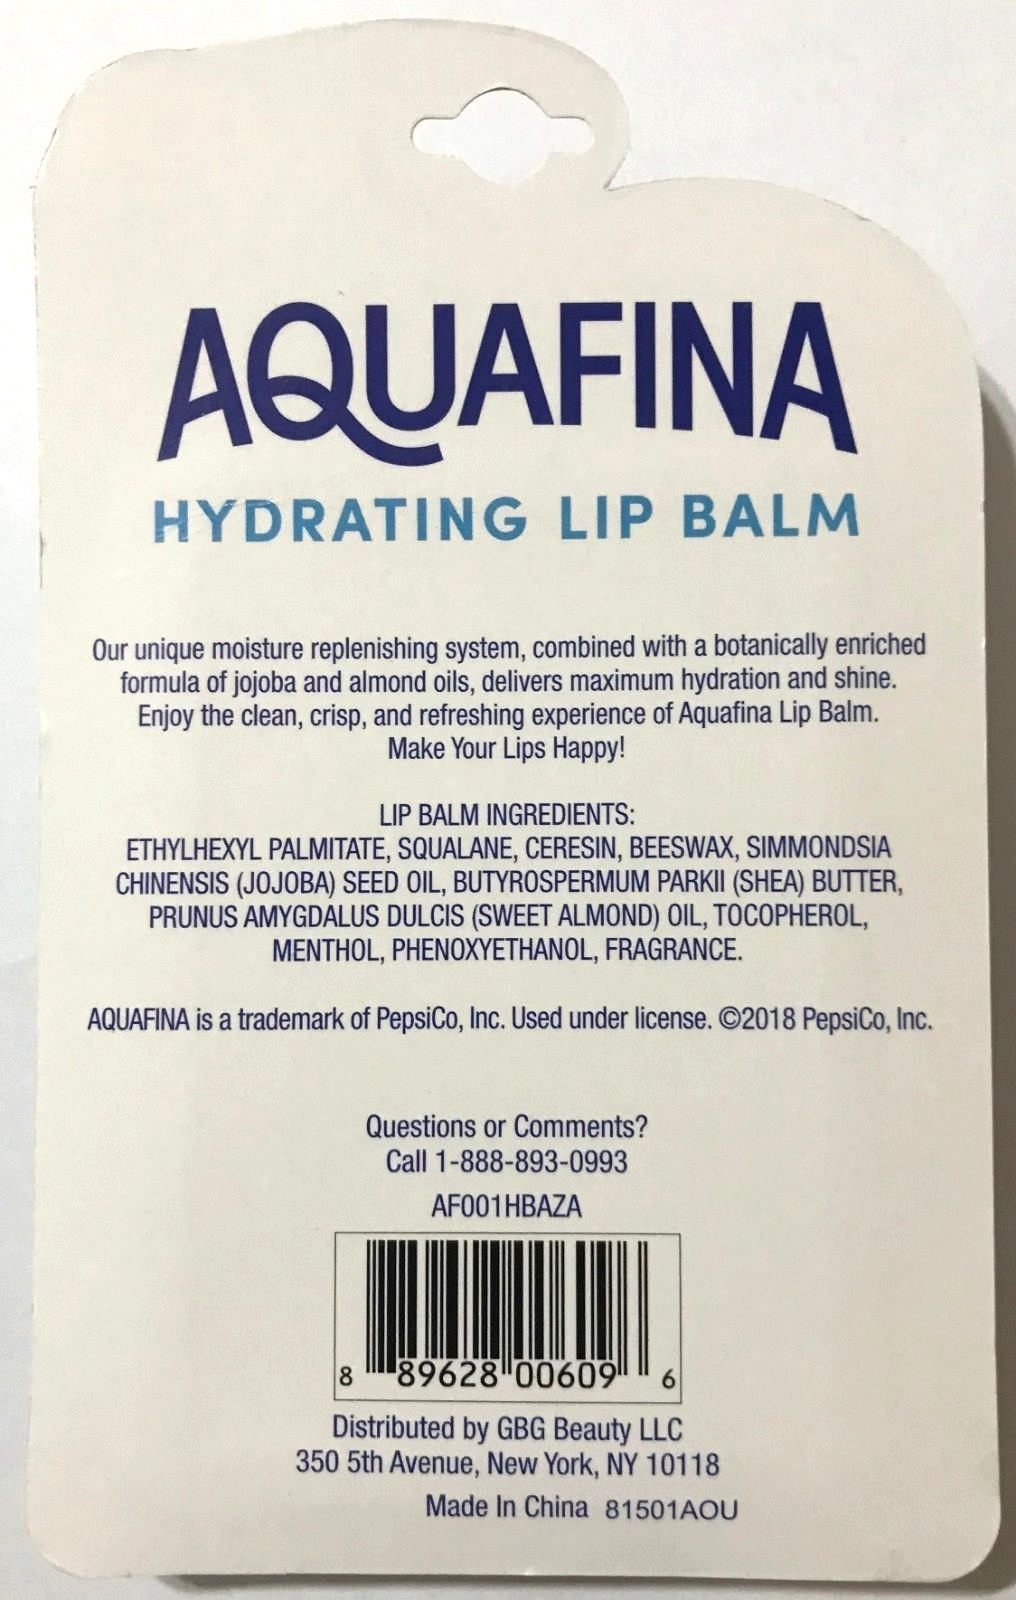 AQUAFINA
HYDRATING LIP BALM
Our unique moisture replenishing system, combined with a botanically enriched
formula of jojoba and almond oils, delivers maximum hydration and shine.
Enjoy the clean, crisp, and refreshing experience of Aquafina Lip Balm.
Make Your Lips Happy!
LIP BALM INGREDIENTS:
ETHYLHEXYL PALMITATE, SQUALANE, CERESIN, BEESWAX, SIMMONDSIA
CHINENSIS (JOJOBA) SEED OIL, BUTYROSPERMUM PARKII (SHEA) BUTTER,
PRUNUS AMYGDALUS DULCIS (SWEET ALMOND) OIL, TOCOPHEROL,
MENTHOL, PHENOXYETHANOL, FRAGRANCE.
AQUAFINA is a trademark of PepsiCo, Inc. Used under license. ©2018 PepsiCo, Inc.
Questions or Comments?
Call 1-888-893-0993
AF001HBAZA
8 89628 00609 6
Distributed by GBG Beauty LLC
350 5th Avenue, New York, NY 10118
Made In China 81501AOU